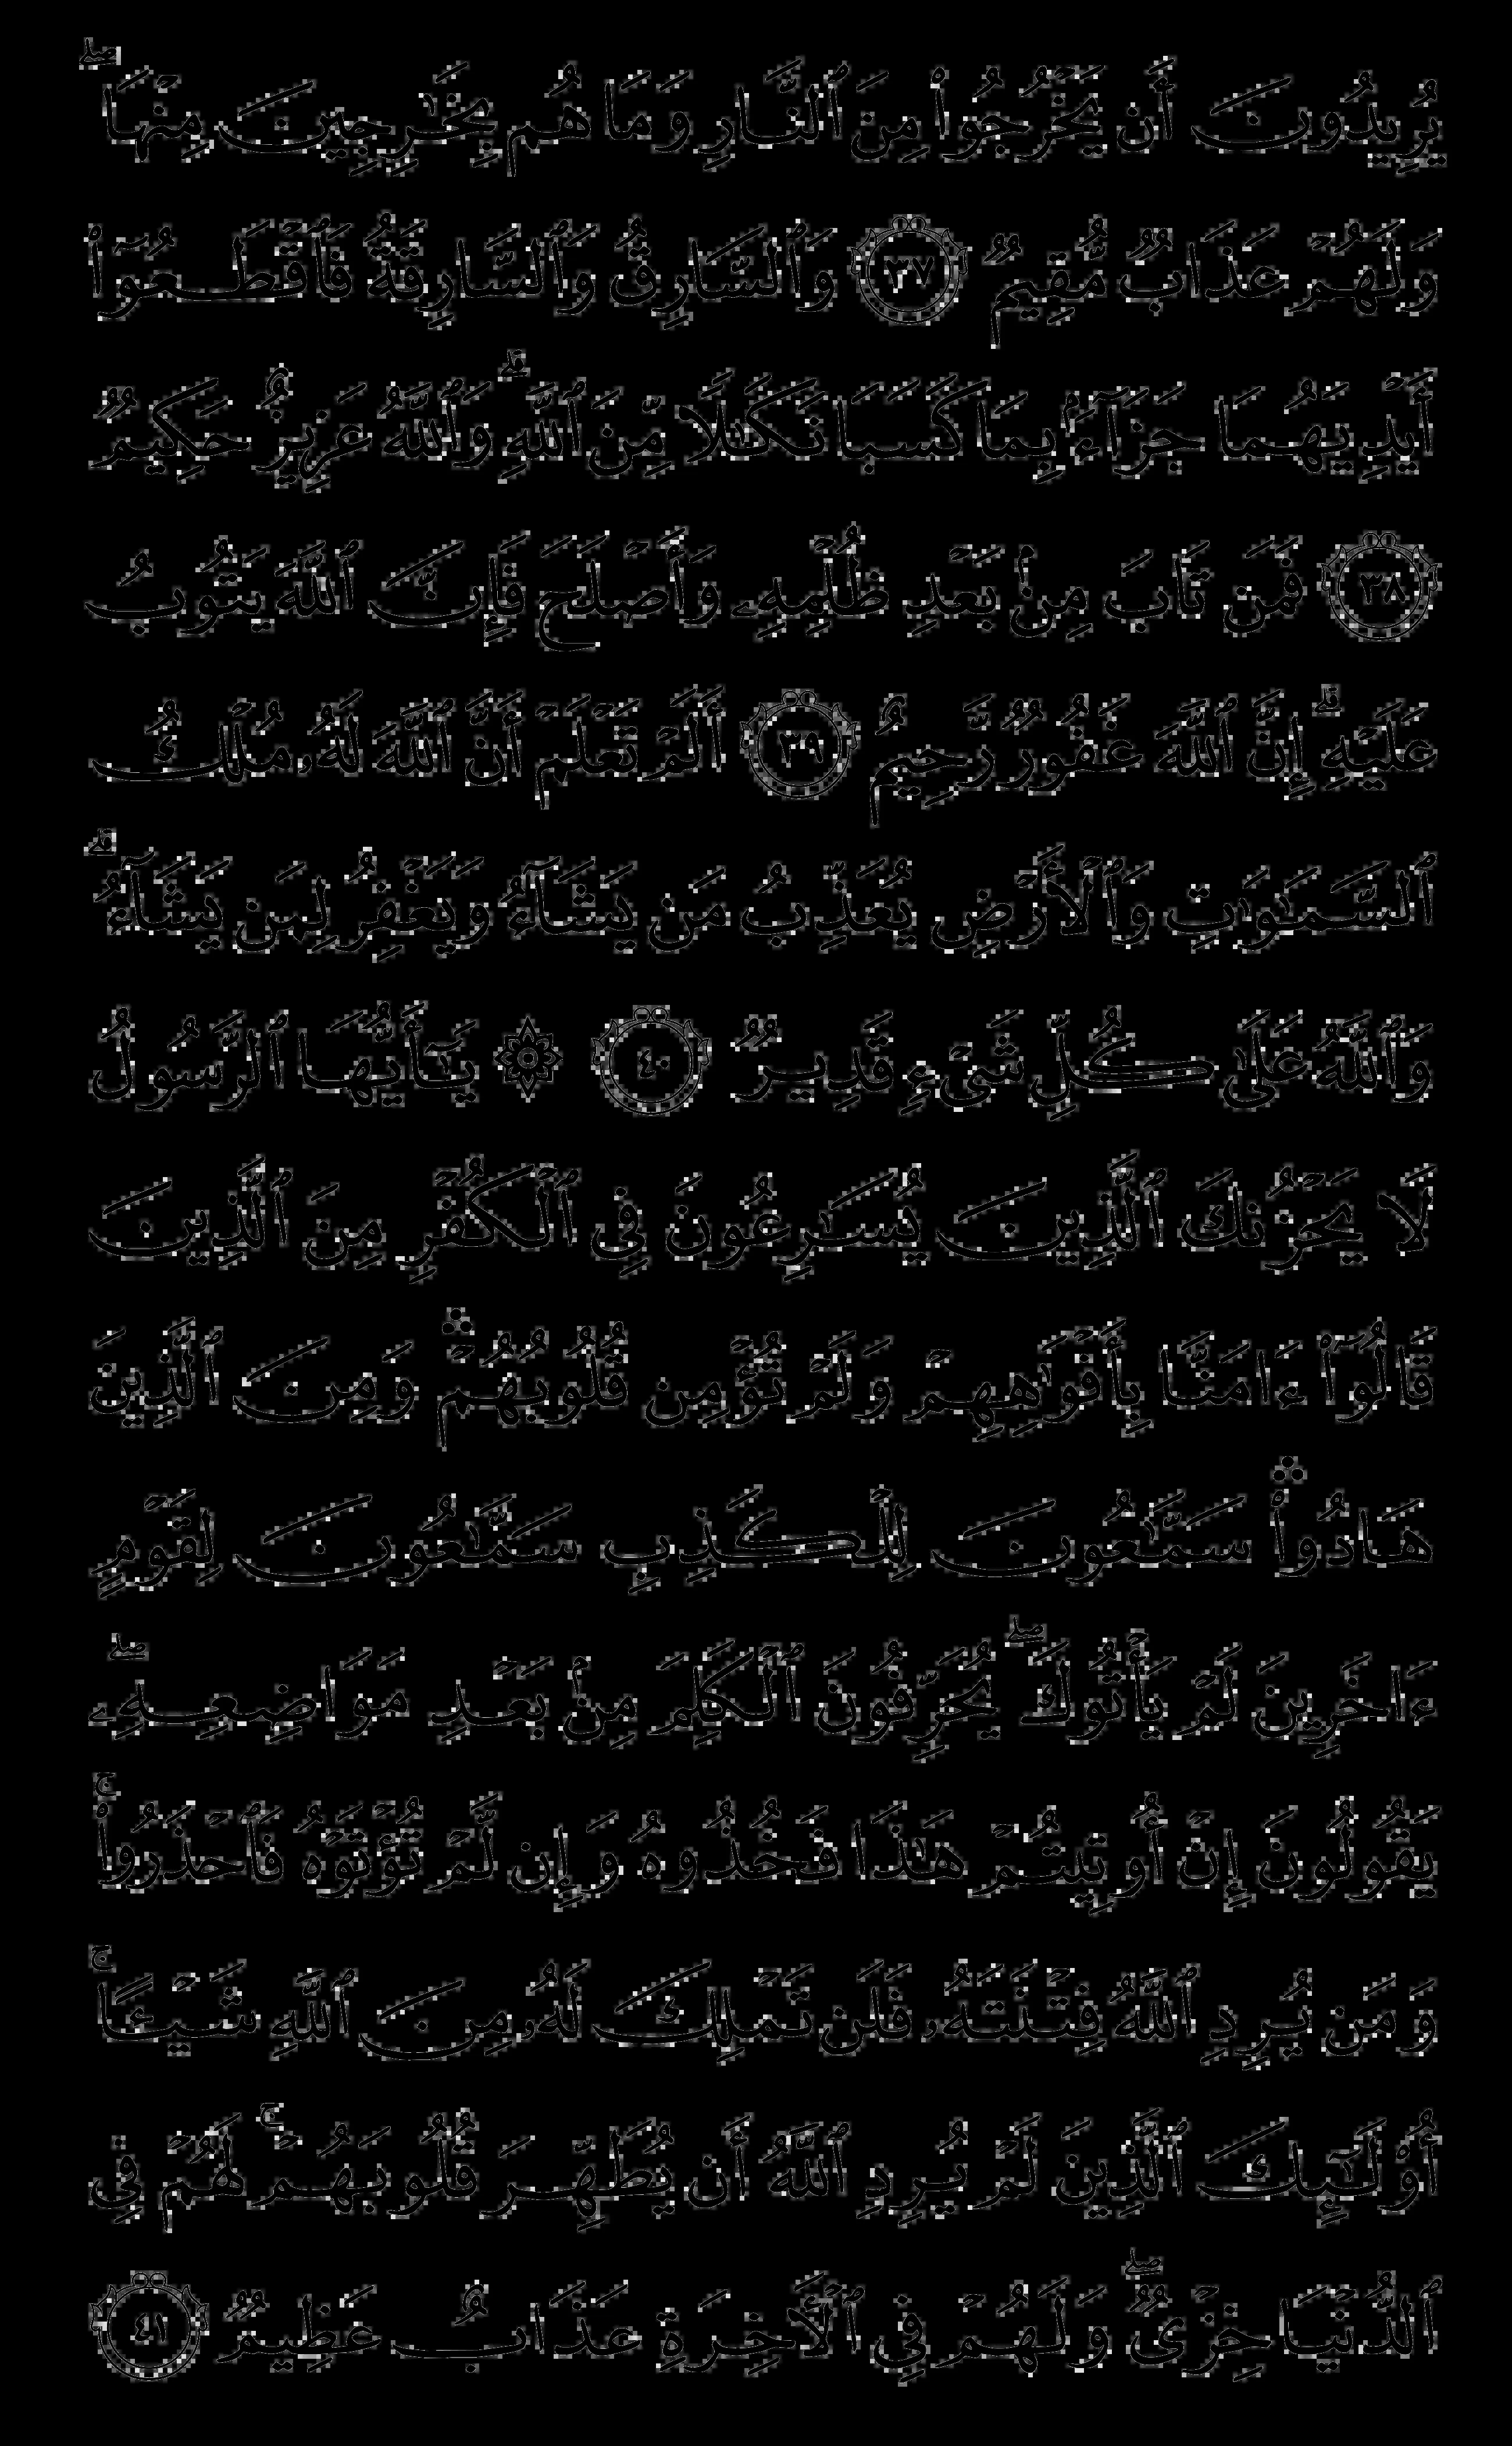 يُرِيدُونَ أَن يَخْرُجُوا۟ مِنَ ٱلنَّارِ وَمَا هُم بِخَـٰرِجِينَ مِنْهَا ۖ
وَلَهُمْ عَذَابٌ مُّقِيمٌ ٣٧ وَٱلسَّارِقُ وَٱلسَّارِقَةُ فَٱقْطَعُوٓا۟
أَيْدِيَهُمَا جَزَآءًۢ بِمَا كَسَبَا نَكَـٰلًا مِّنَ ٱللَّهِ ۗ وَٱللَّهُ عَزِيزٌ حَكِيمٌ
٣٨ فَمَن تَابَ مِنۢ بَعْدِ ظُلْمِهِۦ وَأَصْلَحَ فَإِنَّ ٱللَّهَ يَتُوبُ
عَلَيْهِ ۗ إِنَّ ٱللَّهَ غَفُورٌ رَّحِيمٌ ٣٩ أَلَمْ تَعْلَمْ أَنَّ ٱللَّهَ لَهُۥ مُلْكُ
ٱلسَّمَـٰوَٰتِ وَٱلْأَرْضِ يُعَذِّبُ مَن يَشَآءُ وَيَغْفِرُ لِمَن يَشَآءُ ۗ
وَٱللَّهُ عَلَىٰ كُلِّ شَىْءٍ قَدِيرٌ ٤٠ ۞ يَـٰٓأَيُّهَا ٱلرَّسُولُ
لَا يَحْزُنكَ ٱلَّذِينَ يُسَـٰرِعُونَ فِى ٱلْكُفْرِ مِنَ ٱلَّذِينَ
قَالُوٓا۟ ءَامَنَّا بِأَفْوَٰهِهِمْ وَلَمْ تُؤْمِن قُلُوبُهُمْ ۛ وَمِنَ ٱلَّذِينَ
هَادُوا۟ ۛ سَمَّـٰعُونَ لِلْكَذِبِ سَمَّـٰعُونَ لِقَوْمٍ
ءَاخَرِينَ لَمْ يَأْتُوكَ ۖ يُحَرِّفُونَ ٱلْكَلِمَ مِنۢ بَعْدِ مَوَاضِعِهِۦ ۖ
يَقُولُونَ إِنْ أُوتِيتُمْ هَـٰذَا فَخُذُوهُ وَإِن لَّمْ تُؤْتَوْهُ فَٱحْذَرُوا۟ ۚ
وَمَن يُرِدِ ٱللَّهُ فِتْنَتَهُۥ فَلَن تَمْلِكَ لَهُۥ مِنَ ٱللَّهِ شَيْـًٔا ۚ
أُو۟لَـٰٓئِكَ ٱلَّذِينَ لَمْ يُرِدِ ٱللَّهُ أَن يُطَهِّرَ قُلُوبَهُمْ ۚ لَهُمْ فِى
ٱلدُّنْيَا خِزْىٌ ۖ وَلَهُمْ فِى ٱلْـَٔاخِرَةِ عَذَابٌ عَظِيمٌ ٤١